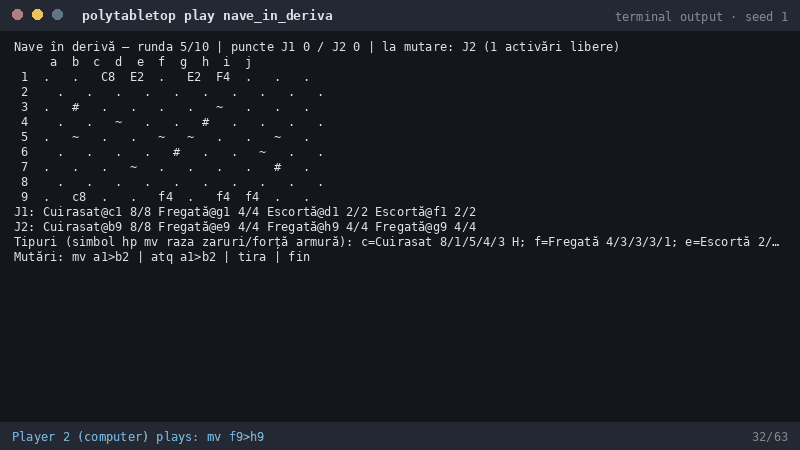 polytabletop play nave_in_deriva
terminal output · seed 1
Nave în derivă — runda 5/10 | puncte J1 0 / J2 0 | la mutare: J2 (1 activări libere)
     a  b  c  d  e  f  g  h  i  j
 1  .   .   C8  E2  .   E2  F4  .   .   .
 2    .   .   .   .   .   .   .   .   .   .
 3  .   #   .   .   .   .   ~   .   .   .
 4    .   .   ~   .   .   #   .   .   .   .
 5  .   ~   .   .   ~   ~   .   .   ~   .
 6    .   .   .   .   #   .   .   ~   .   .
 7  .   .   .   ~   .   .   .   .   #   .
 8    .   .   .   .   .   .   .   .   .   .
 9  .   c8  .   .   f4  .   f4  f4  .   .
J1: Cuirasat@c1 8/8 Fregată@g1 4/4 Escortă@d1 2/2 Escortă@f1 2/2
J2: Cuirasat@b9 8/8 Fregată@e9 4/4 Fregată@h9 4/4 Fregată@g9 4/4
Tipuri (simbol hp mv raza zaruri/forță armură): c=Cuirasat 8/1/5/4/3 H; f=Fregată 4/3/3/3/1; e=Escortă 2/…
Mutări: mv a1>b2 | atq a1>b2 | tira | fin
Player 2 (computer) plays: mv f9>h9
32/63